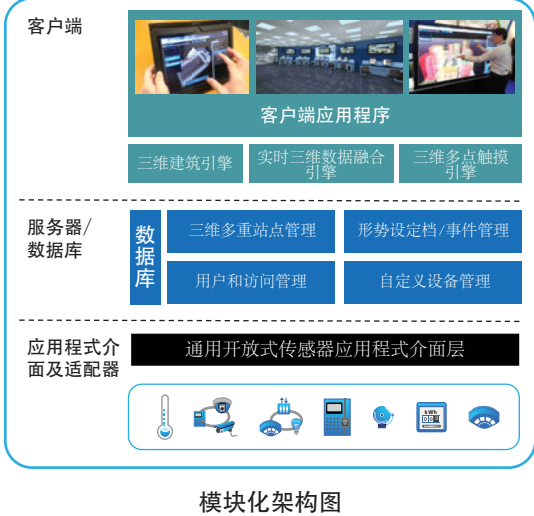 客户端
客户端应用程序
三维建筑引擎
实时三维数据融合
引擎
三维多点触摸
引擎
服务器/
数据库
数据库
三维多重站点管理
形势设定档/事件管理
用户和访问管理
自定义设备管理
应用程式介
面及适配器
通用开放式传感器应用程式介面层
kWh
模块化架构图